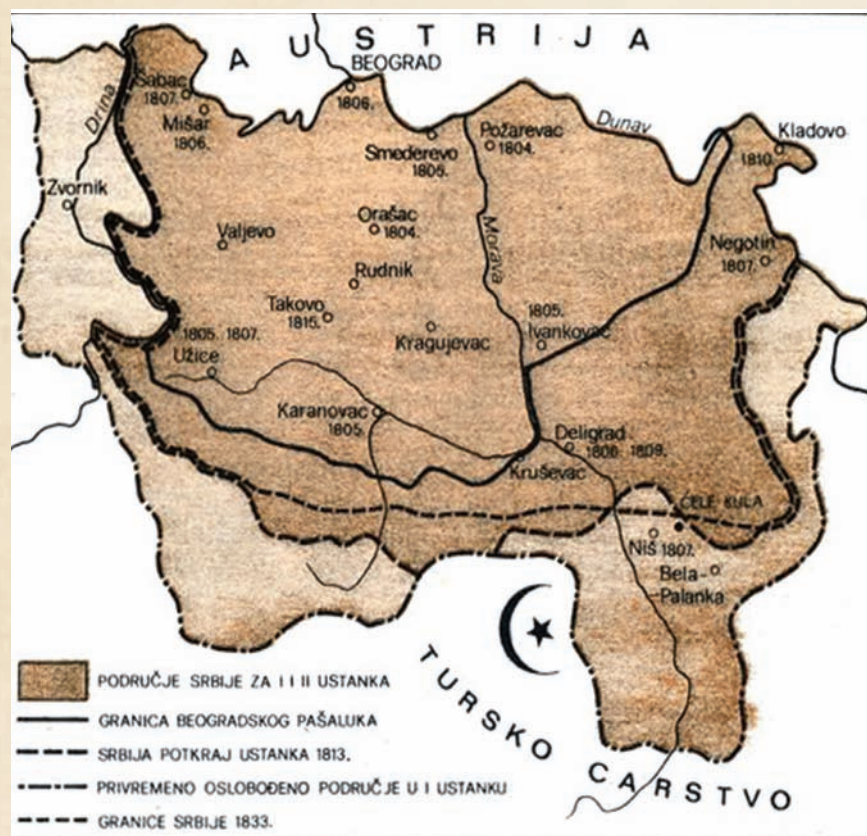 AUSTRIJA
BEOGRAD
1806.
Šabac
1807.
Mišar
1806.
Drina
Zvornik
Smederevo
1805.
Požarevac
1804.
Dunav
Kladovo
1810.
Orašac
1804.
Valjevo
Morava
Negotin
1807.
Rudnik
Takovo
1815.
1805. 1807.
Užice
Kragujevac
1805.
Ivankovac
Karanovac
1805.
Deligrad
1809.
Kruševac
ĆELE KULA
Niš 1807.
Bela-
Palanka
TURSKO CARSTVO
PODRUČJE SRBIJE ZA I I II USTANKA
GRANICA BEOGRADSKOG PAŠALUKA
SRBIJA POTKRAJ USTANKA 1813.
PRIVREMENO OSLOBOĐENO PODRUČJE U I USTANKU
GRANICE SRBIJE 1833.